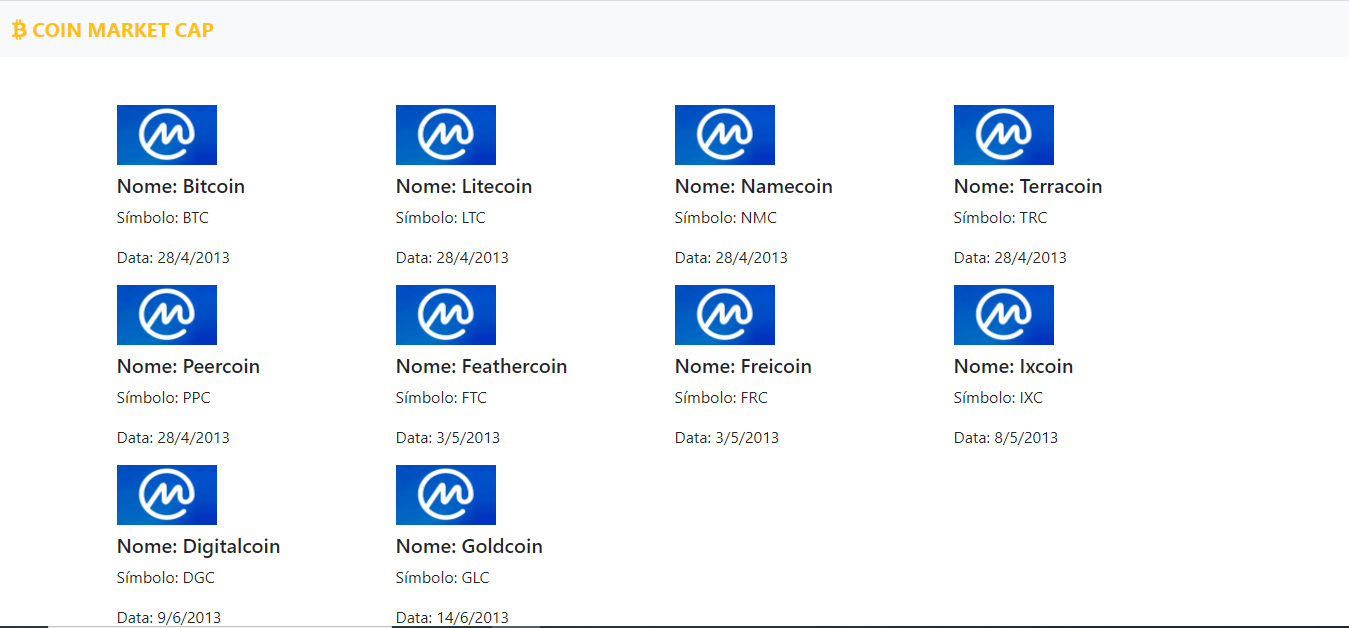 COIN MARKET CAP
Nome: Bitcoin
Símbolo: BTC
Data: 28/4/2013
Nome: Litecoin
Símbolo: LTC
Data: 28/4/2013
Nome: Namecoin
Símbolo: NMC
Data: 28/4/2013
Nome: Terracoin
Símbolo: TRC
Data: 28/4/2013
Nome: Peercoin
Símbolo: PPC
Data: 28/4/2013
Nome: Feathercoin
Símbolo: FTC
Data: 3/5/2013
Nome: Freicoin
Símbolo: FRC
Data: 3/5/2013
Nome: Ixcoin
Símbolo: IXC
Data: 8/5/2013
Nome: Digitalcoin
Símbolo: DGC
Data: 9/6/2013
Nome: Goldcoin
Símbolo: GLC
Data: 14/6/2013